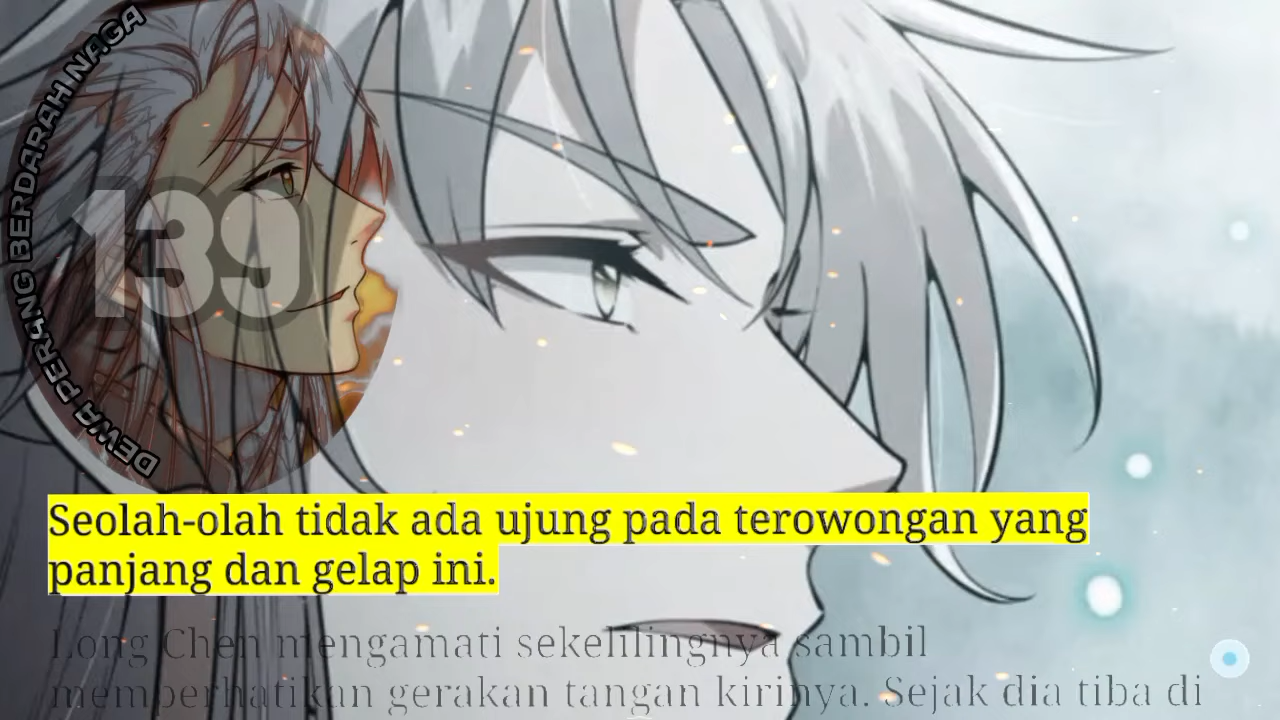 DEWA PERANG BERDARAH NAGA
139
Seolah-olah tidak ada ujung pada terowongan yang
panjang dan gelap ini.
Long Chen mengamati sekelilingnya sambil
memperhatikan gerakan tangan kirinya. Sejak dia tiba di